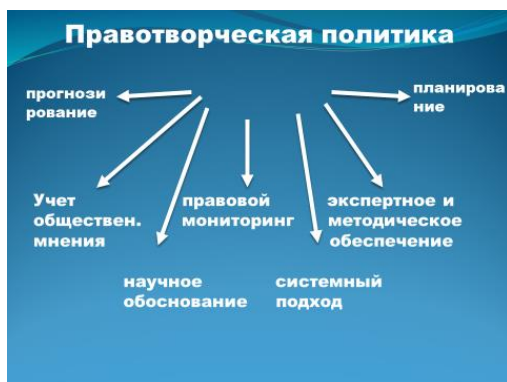 Правотворческая политика
прогнози
рование
планирова
ние
Учет
обществен.
мнения
правовой
мониторинг
экспертное и
методическое
обеспечение
научное
обоснование
системный
подход